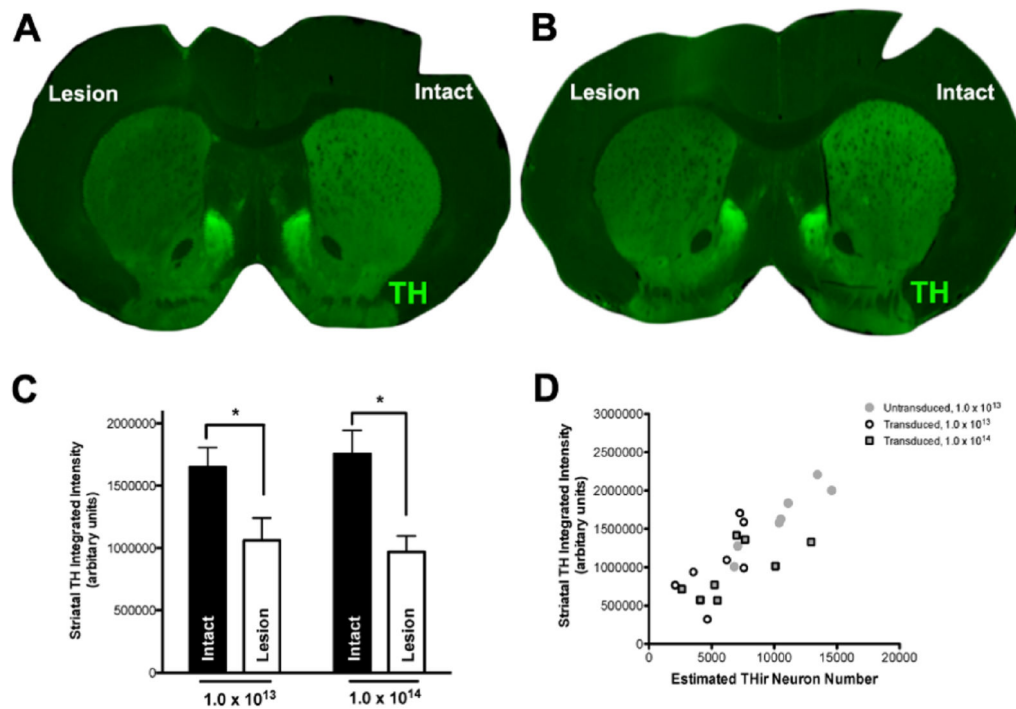 A
Lesion
Intact
TH
B
Lesion
Intact
TH
C
Striatal TH Integrated Intensity
(arbitary units)
2000000
1500000
1000000
500000
0
Intact
Lesion
*
Intact
Lesion
*
1.0 x 10¹³
1.0 x 10¹⁴
D
Untransduced, 1.0 x 10¹³
Transduced, 1.0 x 10¹³
Transduced, 1.0 x 10¹⁴
Striatal TH Integrated Intensity
(arbitary units)
3000000
2500000
2000000
1500000
1000000
500000
0
0 5000 10000 15000 20000
Estimated THir Neuron Number